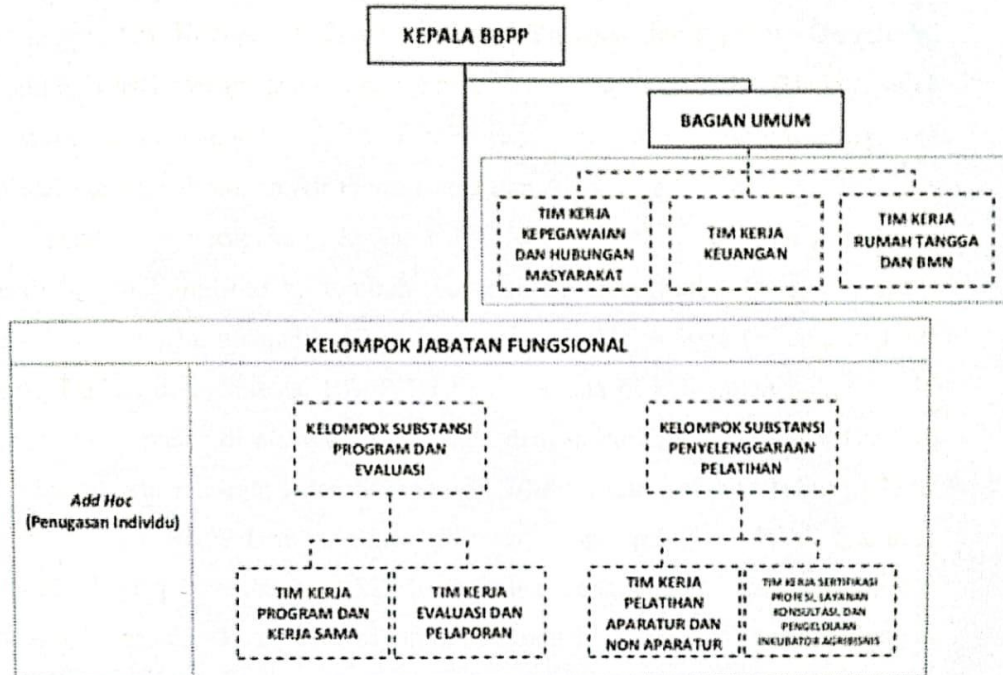 KEPALA BBPP
BAGIAN UMUM
TIM KERJA
KEPEGAWAIAN
DAN HUBUNGAN
MASYARAKAT
TIM KERJA
KEUANGAN
TIM KERJA
RUMAH TANGGA
DAN BMN
KELOMPOK JABATAN FUNGSIONAL
Add Hoc
(Penugasan Individu)
KELOMPOK SUBSTANSI
PROGRAM DAN
EVALUASI
KELOMPOK SUBSTANSI
PENYELENGGARAAN
PELATIHAN
TIM KERJA
PROGRAM DAN
KERJA SAMA
TIM KERJA
EVALUASI DAN
PELAPORAN
TIM KERJA
PELATIHAN
APARATUR DAN
NON APARATUR
TIM KERJA SERTIFIKASI
PROFESI, LAYANAN
KONSULTASI, DAN
PENGELOLAAN
INKUBATOR AGRIBISNIS